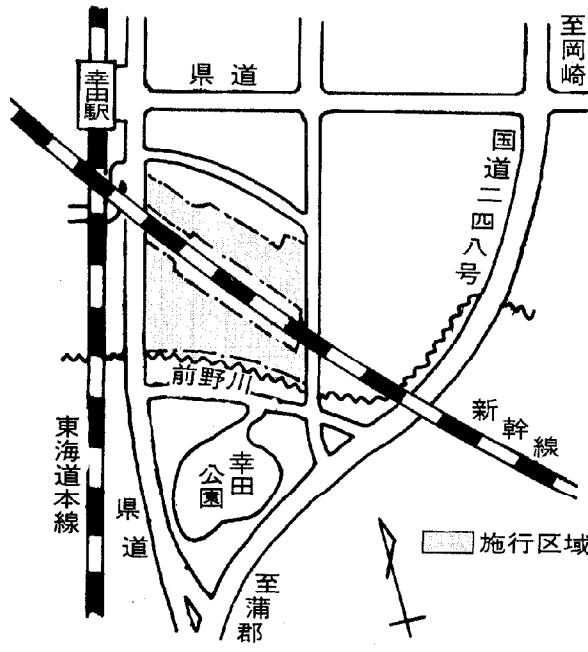 至岡崎
県道
幸田駅
国道二四八号
前野川
新幹線
東海道本線
県道
幸田
公園
施行区域
至蒲郡